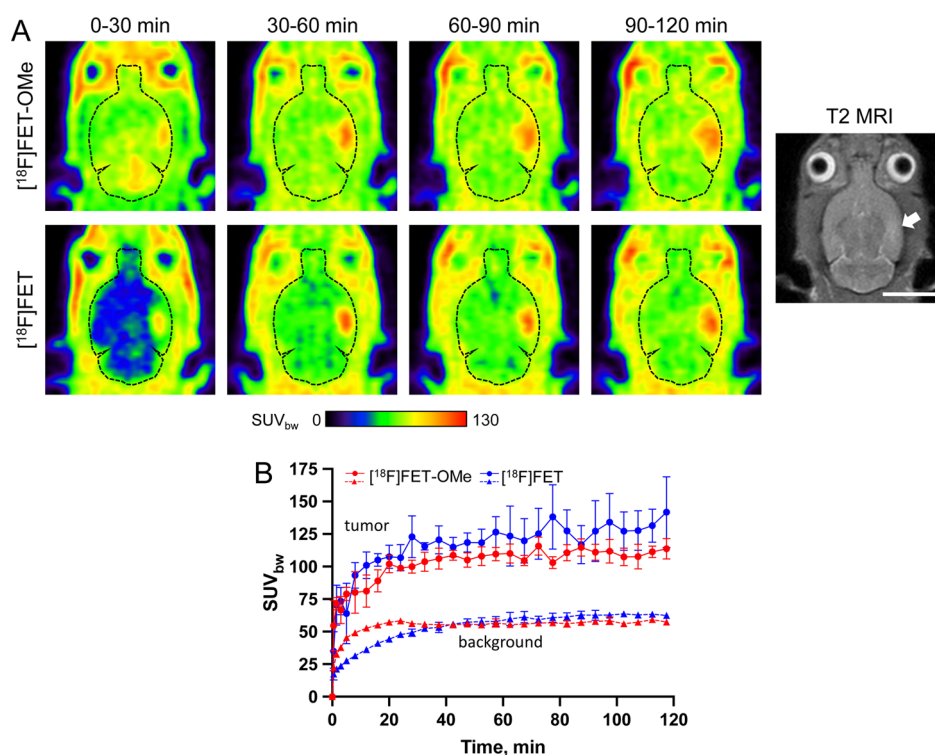 A
0-30 min
30-60 min
60-90 min
90-120 min
[¹⁸F]FET-OMe
T2 MRI
[¹⁸F]FET
SUVbw 0 130
B
[¹⁸F]FET-OMe
[¹⁸F]FET
175
150
125
100
75
50
25
0
SUVbw
tumor
background
0 20 40 60 80 100 120
Time, min